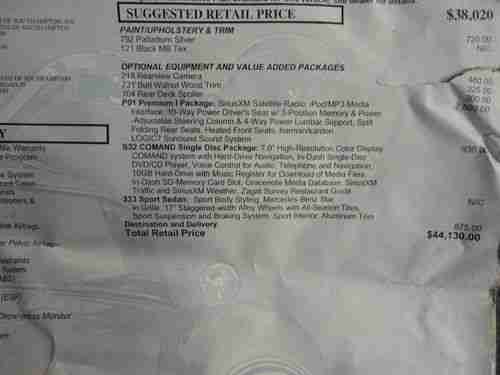 SUGGESTED RETAIL PRICE $38,020
PAINT/UPHOLSTERY & TRIM
792 Palladium Silver 720.00
121 Black MB Tex N/C
OPTIONAL EQUIPMENT AND VALUE ADDED PACKAGES
218 Rearview Camera 460.00
731 Burl Walnut Wood Trim 325.00
Rear Deck Spoiler
P01 Premium I Package: SiriusXM Satellite Radio, iPod/MP3 Media
Interface, 10-Way Power Driver's Seat w/ 3-Position Memory & Power
Adjustable Steering Column & 4-Way Power Lumbar Support, Split
Folding Rear Seats, Heated Front Seats, harman/kardon
LOGIC7 Surround Sound System
COMAND Single Disc Package: 7.0" High-Resolution Color Display
COMAND system with Hard-Drive Navigation, In-Dash Single-Disc
DVD/CD Player, Voice Control for Audio, Telephone, and Navigation,
10GB Hard-Drive with Music Register for Download of Media Files,
In-Dash SD-Memory Card Slot, Gracenote Media Database, SiriusXM
Traffic and SiriusXM Weather, Zagat Survey Restaurant Guide
Sport Sedan: Sport Body Styling, Mercedes-Benz Star N/C
in Grille, 17" Staggered-width Alloy Wheels with All-Season Tires,
Sport Suspension and Braking System, Sport Interior, Aluminum Trim
Destination and Delivery 875.00
Total Retail Price $44,130.00